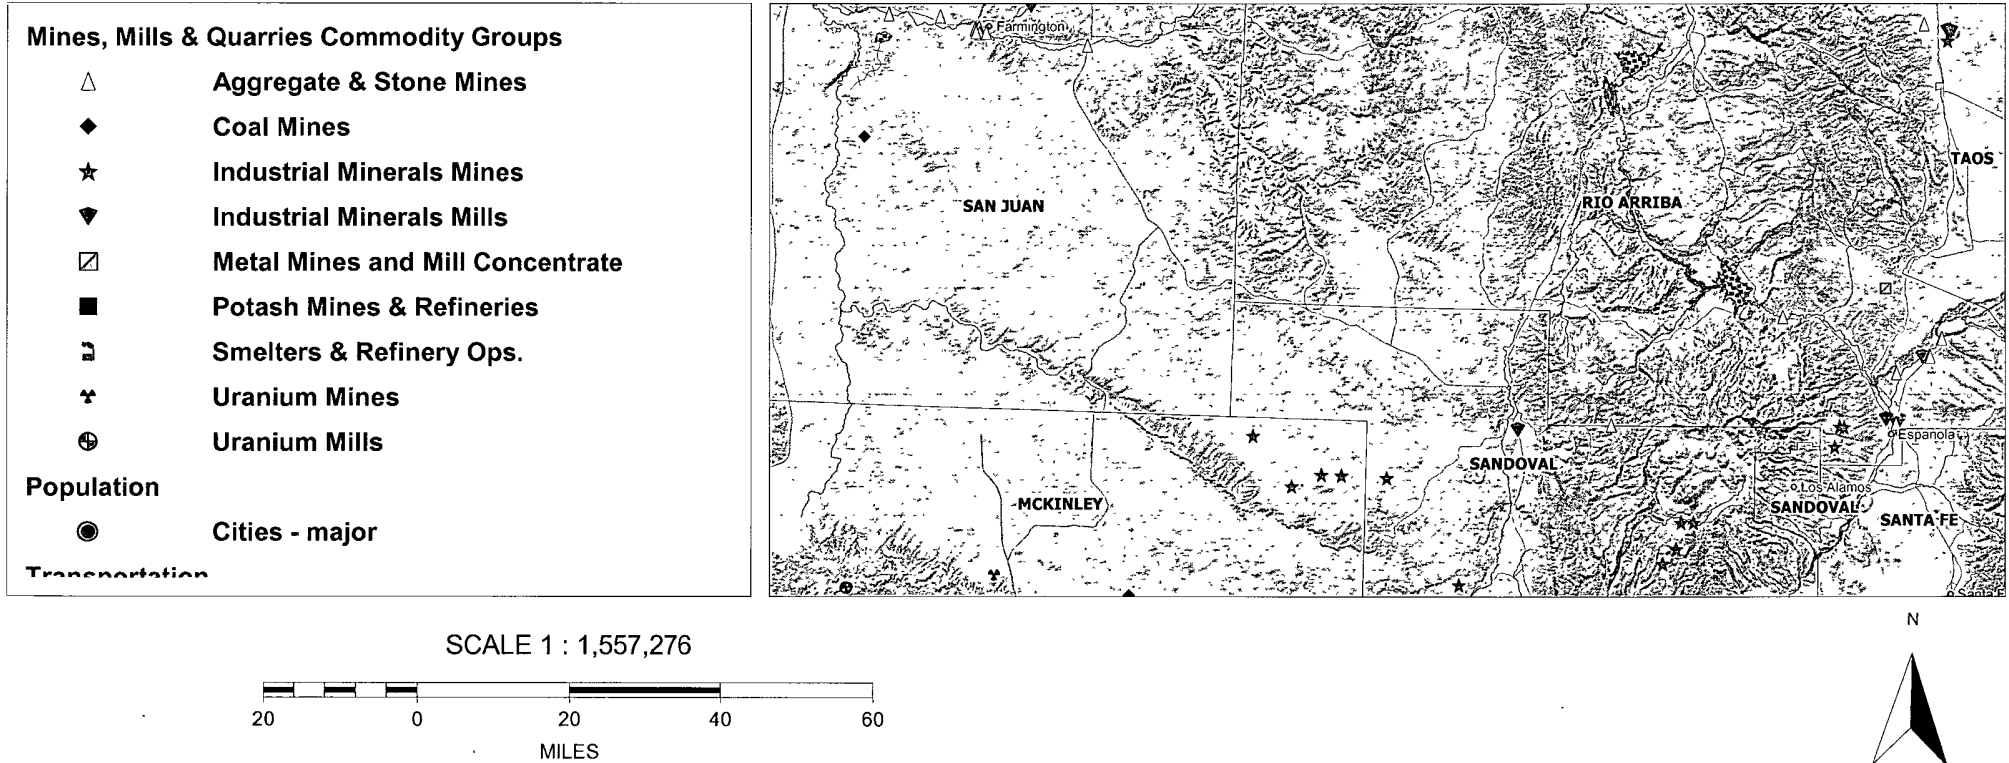 Mines, Mills & Quarries Commodity Groups
Aggregate & Stone Mines
Coal Mines
Industrial Minerals Mines
Industrial Minerals Mills
Metal Mines and Mill Concentrate
Potash Mines & Refineries
Smelters & Refinery Ops.
Uranium Mines
Uranium Mills
Population
Cities - major
Transportation
Farmington
TAOS
SAN JUAN
RIO ARRIBA
Espanola
SANDOVAL
Los Alamos
MCKINLEY
SANDOVAL
SANTA FE
Santa F
SCALE 1 : 1,557,276
20 0 20 40 60
MILES
N